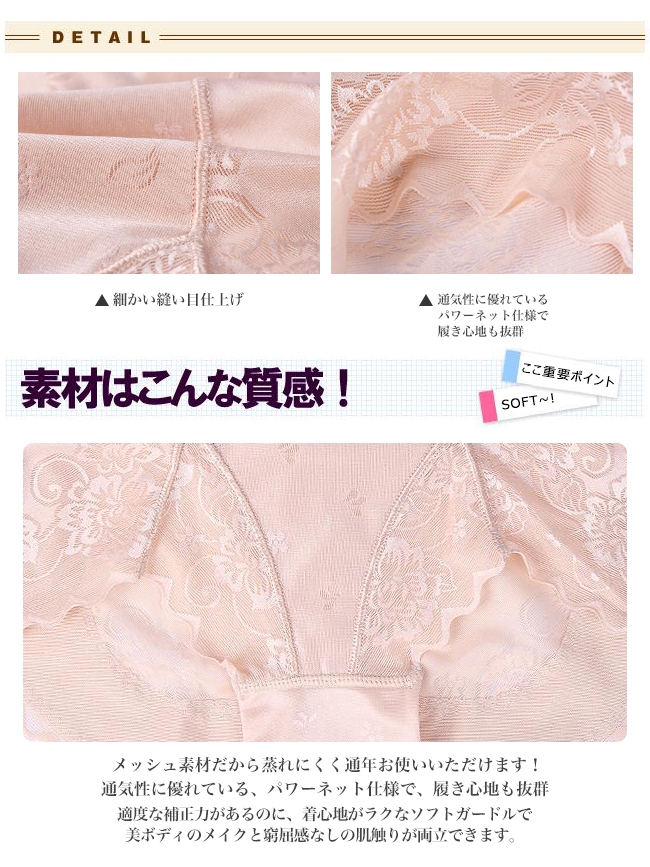 DETAIL
▲ 細かい縫い目仕上げ
▲ 通気性に優れている
パワーネット仕様で
履き心地も抜群
素材はこんな質感！
ここ重要ポイント
SOFT~!
メッシュ素材だから蒸れにくく通年お使いいただけます！
通気性に優れている、パワーネット仕様で、履き心地も抜群
適度な補正力があるのに、着心地がラクなソフトガードルで
美ボディのメイクと窮屈感なしの肌触りが両立できます。